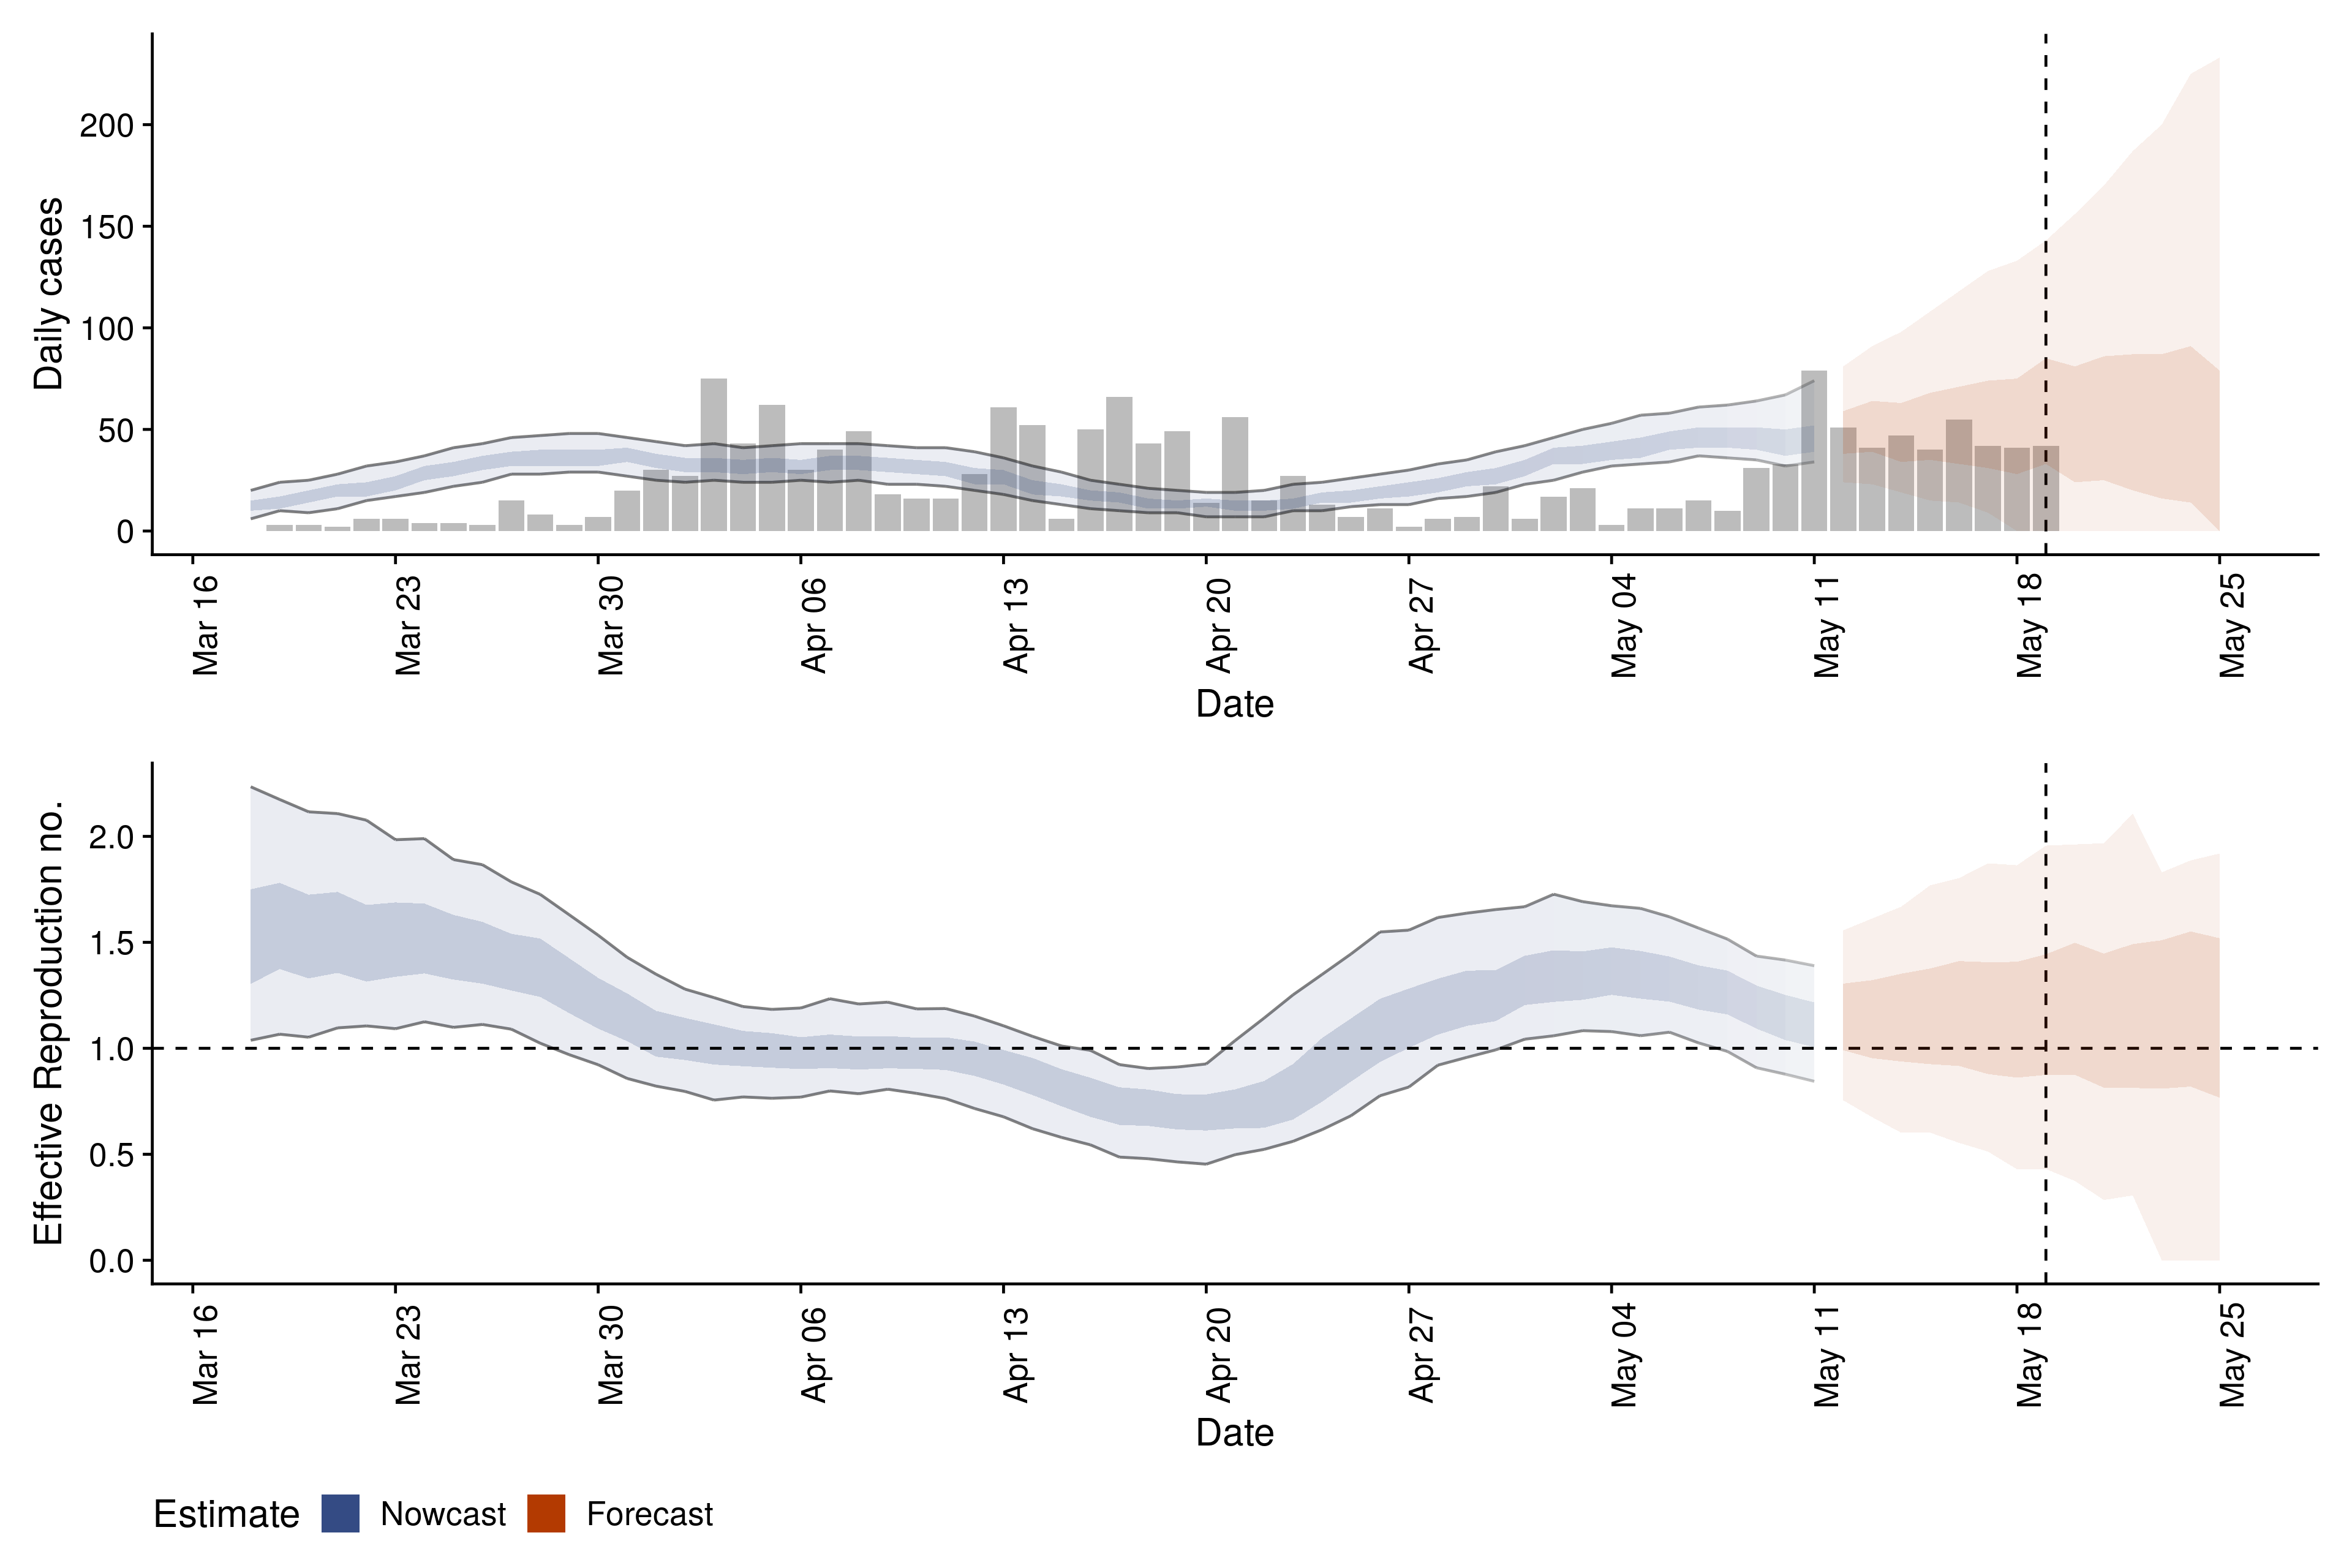 Daily cases
200
150
100
50
0
Mar 16 Mar 23 Mar 30 Apr 06 Apr 13 Apr 20 Apr 27 May 04 May 11 May 18 May 25
Date
Effective Reproduction no.
2.0
1.5
1.0
0.5
0.0
Mar 16 Mar 23 Mar 30 Apr 06 Apr 13 Apr 20 Apr 27 May 04 May 11 May 18 May 25
Date
Estimate Nowcast Forecast